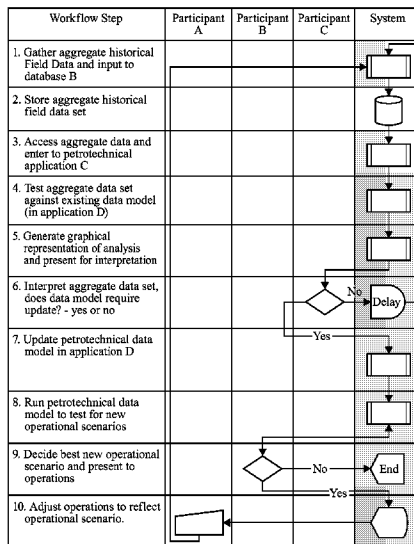 Workflow Step
Participant
A
Participant
B
Participant
C
System
1. Gather aggregate historical
Field Data and input to
database B
2. Store aggregate historical
field data set
3. Access aggregate data and
enter to petrotechnical
application C
4. Test aggregate data set
against existing data model
(in application D)
5. Generate graphical
representation of analysis
and present for interpretation
6. Interpret aggregate data set,
does data model require
update? - yes or no
No
Delay
Yes
7. Update petrotechnical data
model in application D
8. Run petrotechnical data
model to test for new
operational scenarios
9. Decide best new operational
scenario and present to
operations
No
End
Yes
10. Adjust operations to reflect
operational scenario.